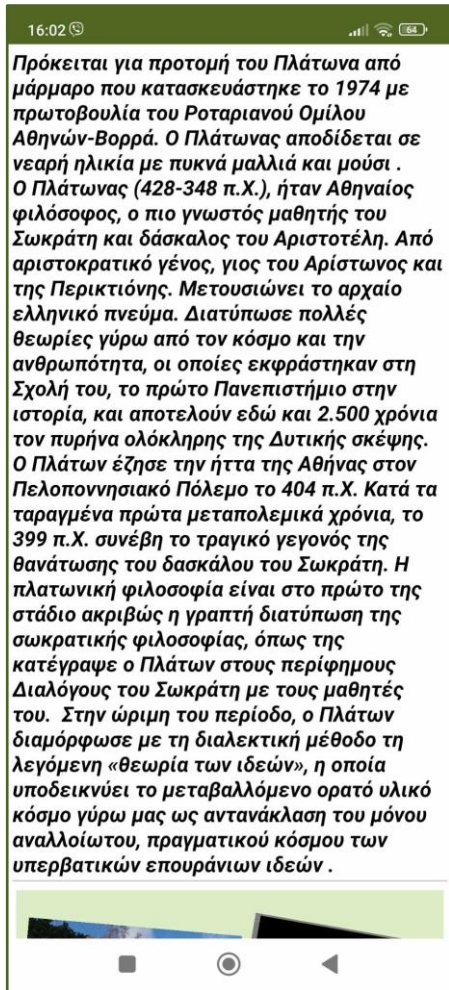 16:02
64
Πρόκειται για προτομή του Πλάτωνα από
μάρμαρο που κατασκευάστηκε το 1974 με
πρωτοβουλία του Ροταριανού Ομίλου
Αθηνών-Βορρά. Ο Πλάτωνας αποδίδεται σε
νεαρή ηλικία με πυκνά μαλλιά και μούσι .
Ο Πλάτωνας (428-348 π.Χ.), ήταν Αθηναίος
φιλόσοφος, ο πιο γνωστός μαθητής του
Σωκράτη και δάσκαλος του Αριστοτέλη. Από
αριστοκρατικό γένος, γιος του Αρίστωνος και
της Περικτιόνης. Μετουσιώνει το αρχαίο
ελληνικό πνεύμα. Διατύπωσε πολλές
θεωρίες γύρω από τον κόσμο και την
ανθρωπότητα, οι οποίες εκφράστηκαν στη
Σχολή του, το πρώτο Πανεπιστήμιο στην
ιστορία, και αποτελούν εδώ και 2.500 χρόνια
τον πυρήνα ολόκληρης της Δυτικής σκέψης.
Ο Πλάτων έζησε την ήττα της Αθήνας στον
Πελοποννησιακό Πόλεμο το 404 π.Χ. Κατά τα
ταραγμένα πρώτα μεταπολεμικά χρόνια, το
399 π.Χ. συνέβη το τραγικό γεγονός της
θανάτωσης του δασκάλου του Σωκράτη. Η
πλατωνική φιλοσοφία είναι στο πρώτο της
στάδιο ακριβώς η γραπτή διατύπωση της
σωκρατικής φιλοσοφίας, όπως της
κατέγραψε ο Πλάτων στους περίφημους
Διαλόγους του Σωκράτη με τους μαθητές
του. Στην ώριμη του περίοδο, ο Πλάτων
διαμόρφωσε με τη διαλεκτική μέθοδο τη
λεγόμενη «θεωρία των ιδεών», η οποία
υποδεικνύει το μεταβαλλόμενο ορατό υλικό
κόσμο γύρω μας ως αντανάκλαση του μόνου
αναλλοίωτου, πραγματικού κόσμου των
υπερβατικών επουράνιων ιδεών .